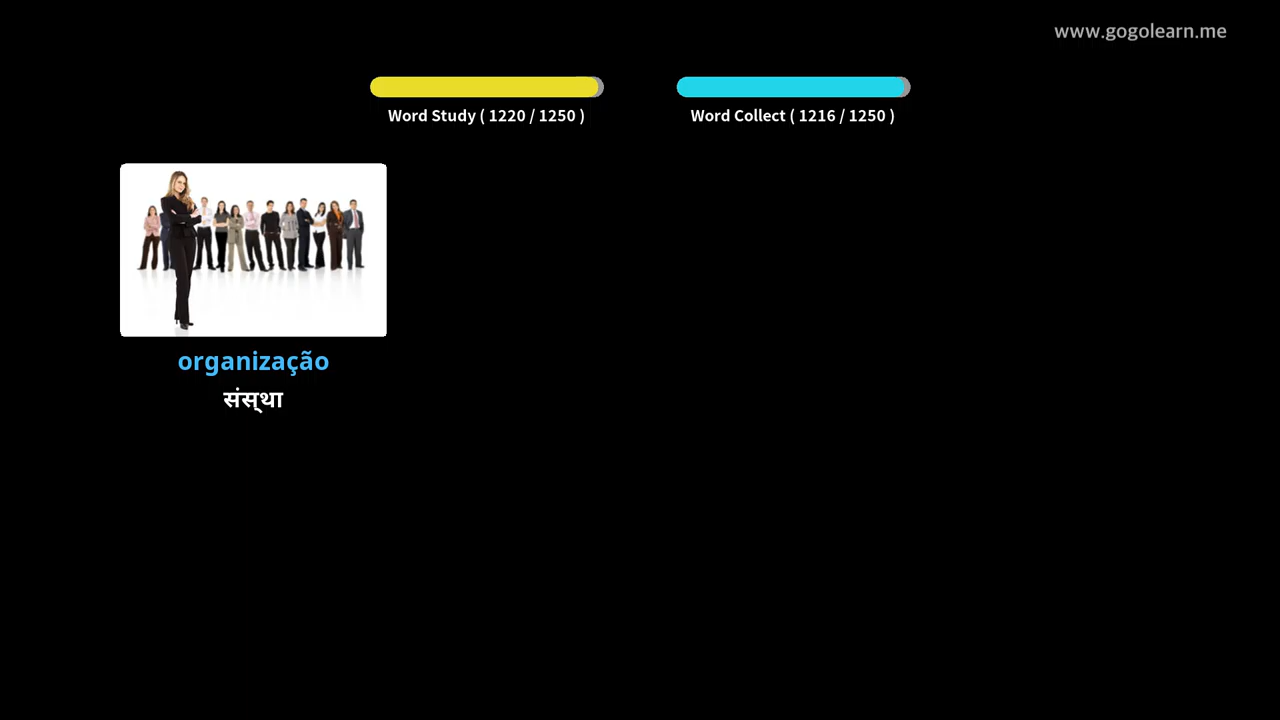 www.gogolearn.me
Word Study ( 1220 / 1250 )
Word Collect ( 1216 / 1250 )
organização
संस्था